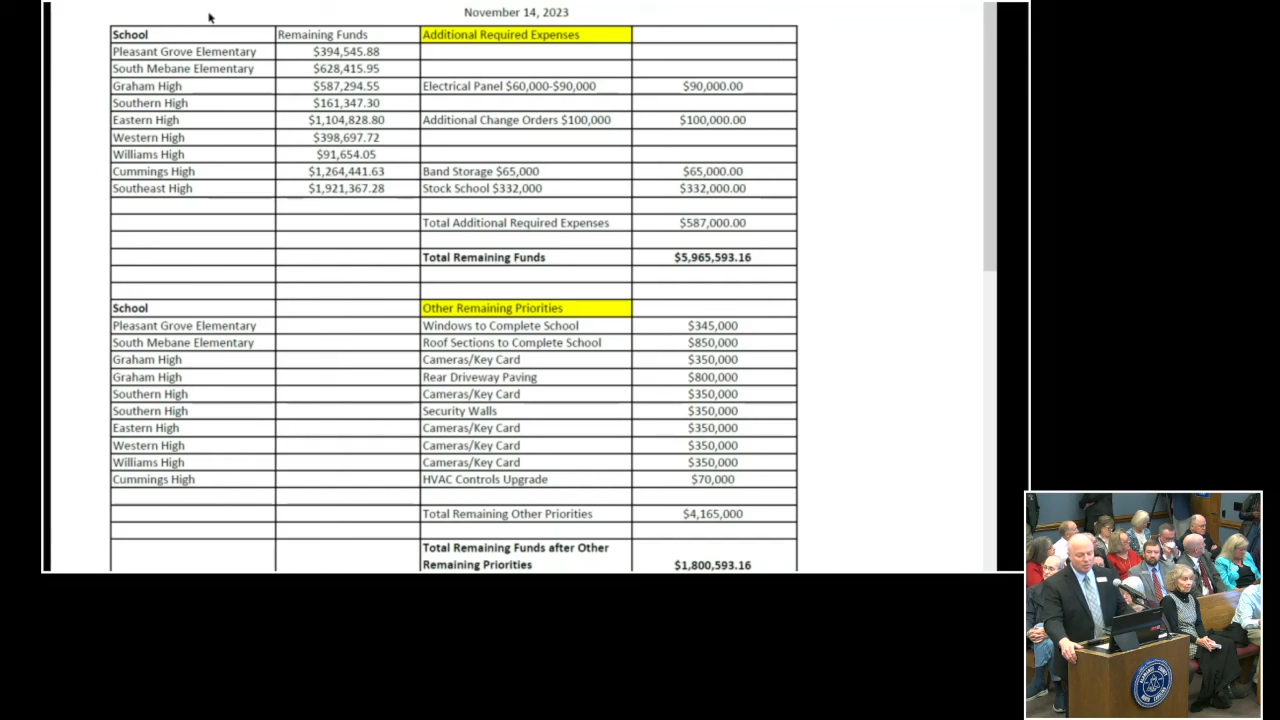 November 14, 2023
School Remaining Funds Additional Required Expenses
Pleasant Grove Elementary $394,545.88
South Mebane Elementary $628,415.95
Graham High $587,294.55 Electrical Panel $60,000-$90,000 $90,000.00
Southern High $161,347.30
Eastern High $1,104,828.80 Additional Change Orders $100,000 $100,000.00
Western High $398,697.72
Williams High $91,654.05
Cummings High $1,264,441.63 Band Storage $65,000 $65,000.00
Southeast High $1,921,367.28 Stock School $332,000 $332,000.00
Total Additional Required Expenses $587,000.00
Total Remaining Funds $5,965,593.16
School Other Remaining Priorities
Pleasant Grove Elementary Windows to Complete School $345,000
South Mebane Elementary Roof Sections to Complete School $850,000
Graham High Cameras/Key Card $350,000
Graham High Rear Driveway Paving $800,000
Southern High Cameras/Key Card $350,000
Southern High Security Walls $350,000
Eastern High Cameras/Key Card $350,000
Western High Cameras/Key Card $350,000
Williams High Cameras/Key Card $350,000
Cummings High HVAC Controls Upgrade $70,000
Total Remaining Other Priorities $4,165,000
Total Remaining Funds after Other
Remaining Priorities $1,800,593.16